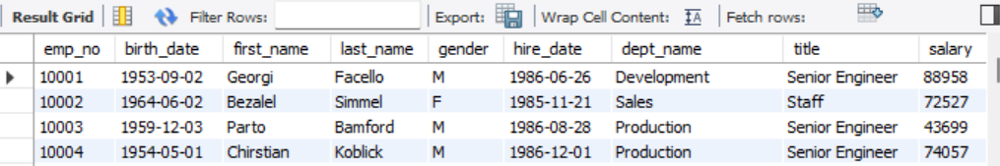 Result Grid Filter Rows: Export: Wrap Cell Content: IA Fetch rows:
emp_no birth_date first_name last_name gender hire_date dept_name title salary
10001 1953-09-02 Georgi Facello M 1986-06-26 Development Senior Engineer 88958
10002 1964-06-02 Bezalel Simmel F 1985-11-21 Sales Staff 72527
10003 1959-12-03 Parto Bamford M 1986-08-28 Production Senior Engineer 43699
10004 1954-05-01 Chirstian Koblick M 1986-12-01 Production Senior Engineer 74057